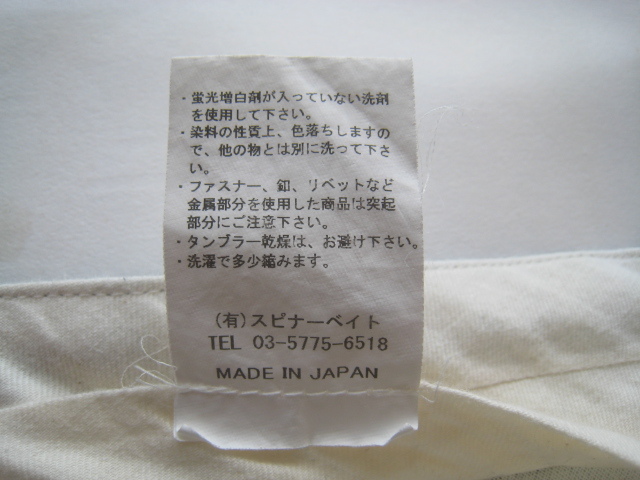 ・蛍光増白剤が入っていない洗剤
を使用して下さい。
・染料の性質上、色落ちしますの
で、他の物とは別に洗って下さ
い。
・ファスナー、釦、リベットなど
金属部分を使用した商品は突起
部分にご注意下さい。
・タンブラー乾燥は、お避け下さい。
・洗濯で多少縮みます。
(有)スピナーベイト
TEL 03-5775-6518
MADE IN JAPAN